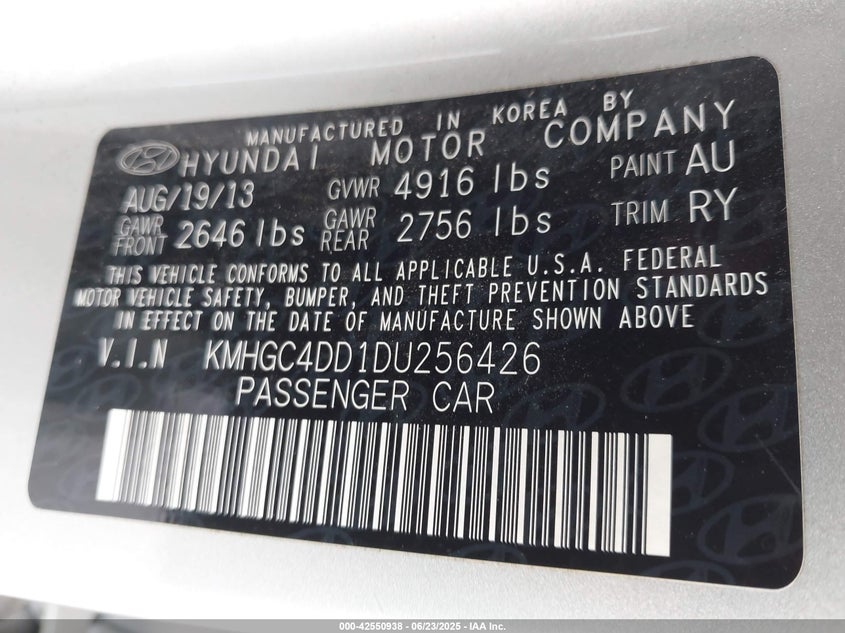 MANUFACTURED IN KOREA BY
HYUNDAI MOTOR COMPANY
AUG/19/13 GVWR 4916 lbs PAINT AU
GAWR FRONT 2646 lbs GAWR REAR 2756 lbs TRIM RY
THIS VEHICLE CONFORMS TO ALL APPLICABLE U.S.A. FEDERAL
MOTOR VEHICLE SAFETY, BUMPER, AND THEFT PREVENTION STANDARDS
IN EFFECT ON THE DATE OF MANUFACTURE SHOWN ABOVE
V.I.N KMHGC4DD1DU256426
PASSENGER CAR
000-42550938 - 06/23/2025 - IAA Inc.